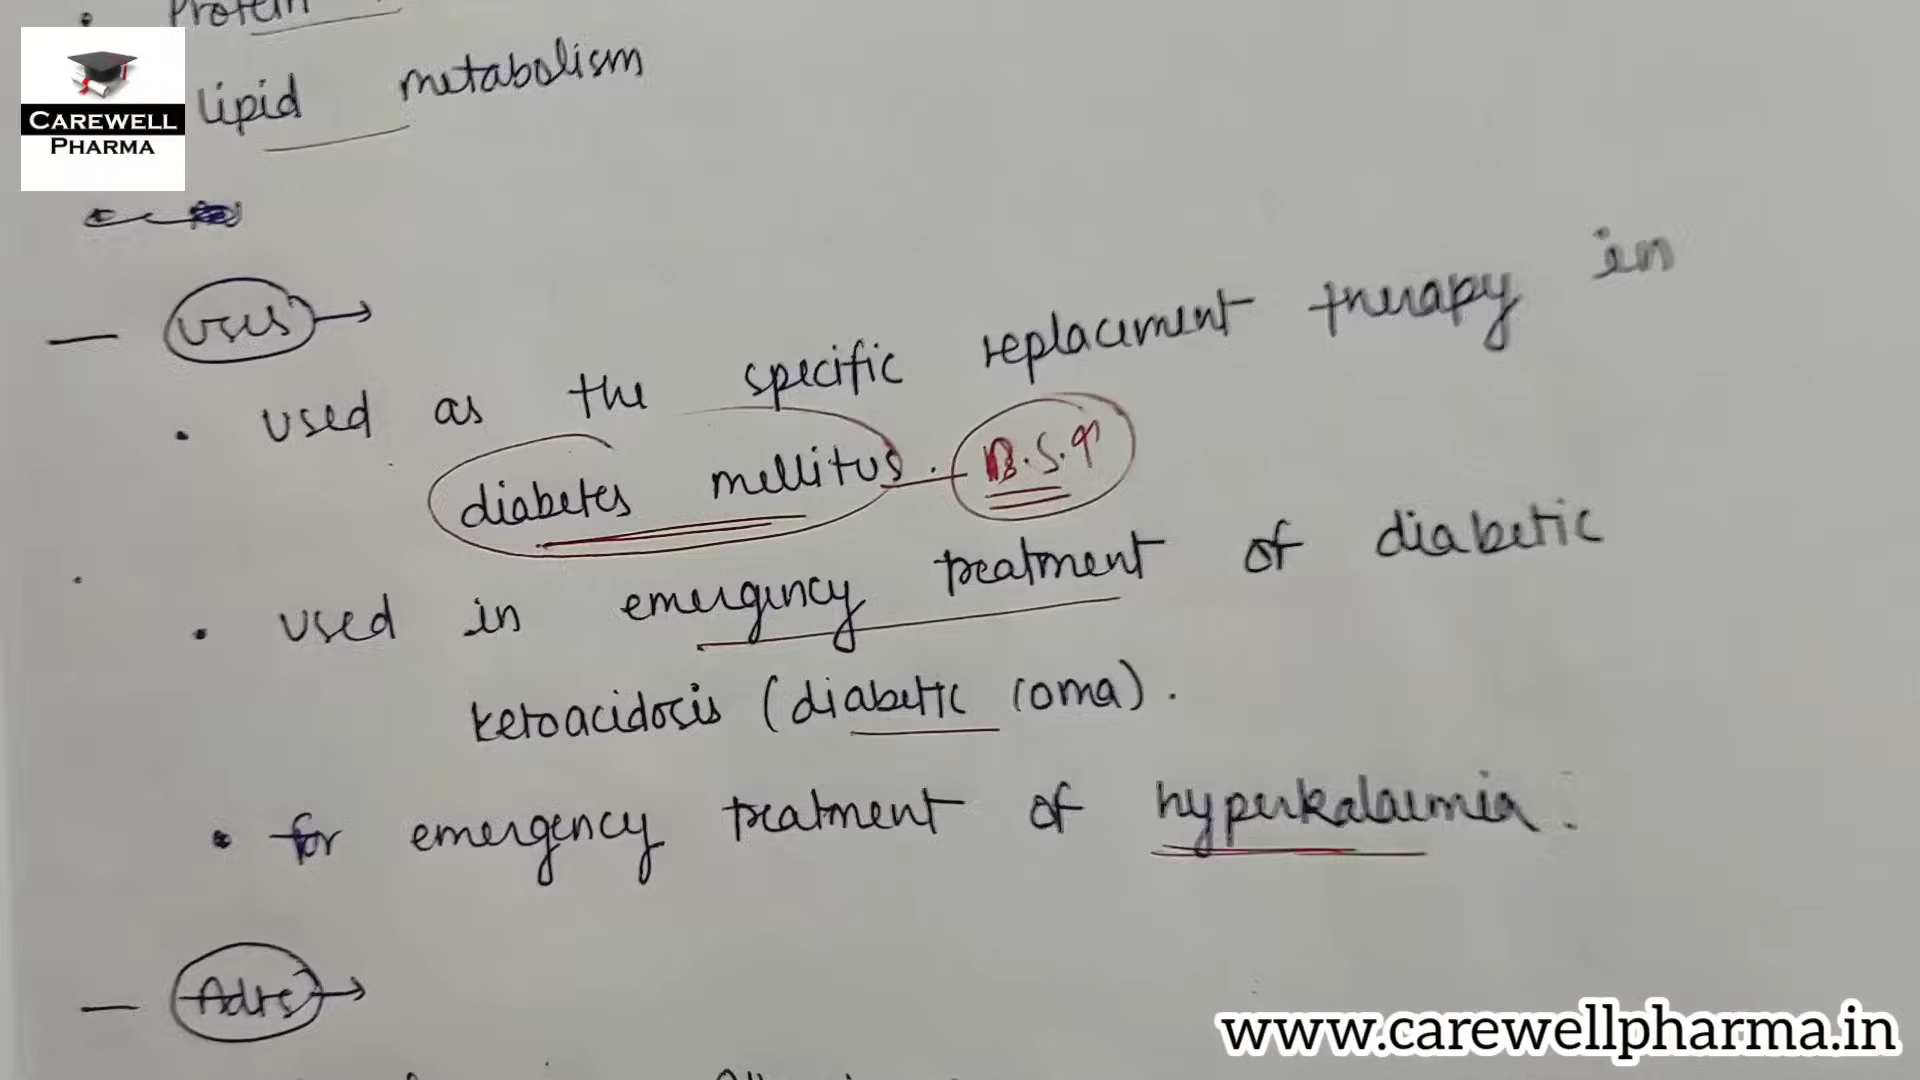 Protein
lipid metabolism
CAREWELL
PHARMA
— Uses →
• used as the specific replacement therapy in
diabetes mellitus. — B.S.↑
• used in emergency treatment of diabetic
ketoacidosis (diabetic coma).
• for emergency treatment of hyperkalaemia.
— Adrs →
www.carewellpharma.in